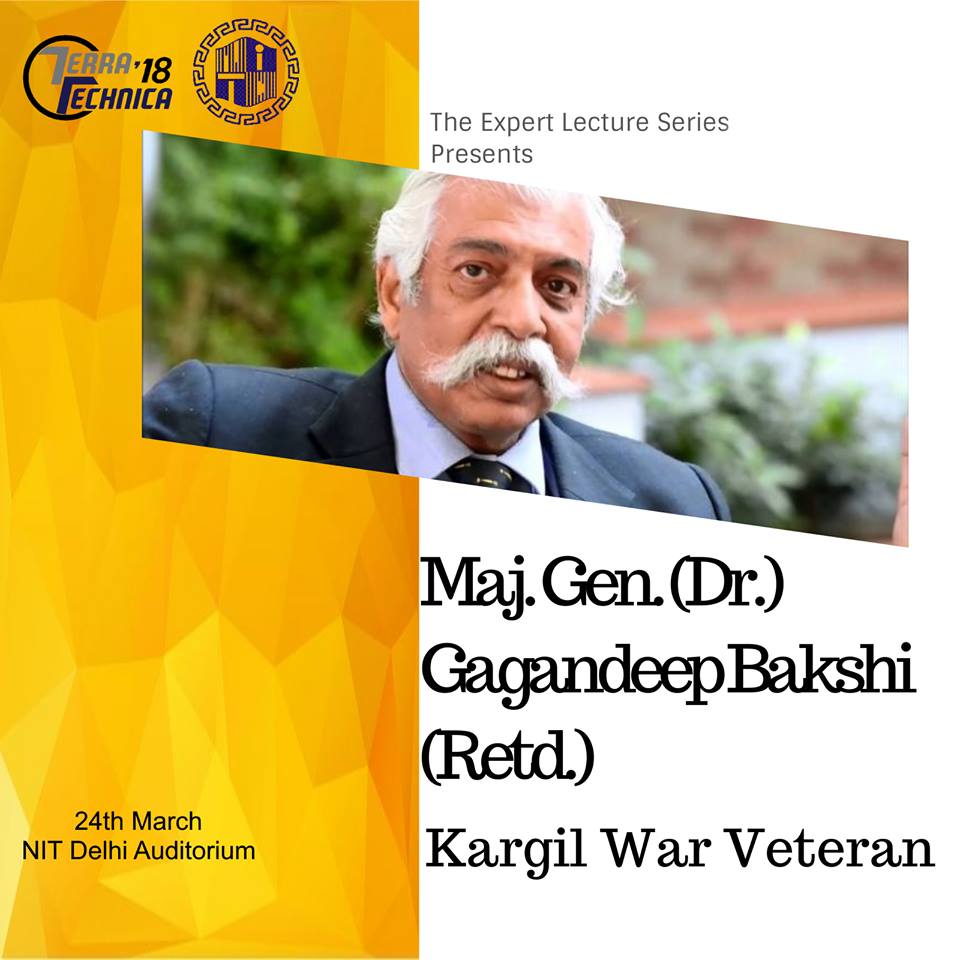 TERRA'18
TECHNICA
The Expert Lecture Series
Presents
Maj. Gen. (Dr.)
Gagandeep Bakshi
(Retd.)
Kargil War Veteran
24th March
NIT Delhi Auditorium